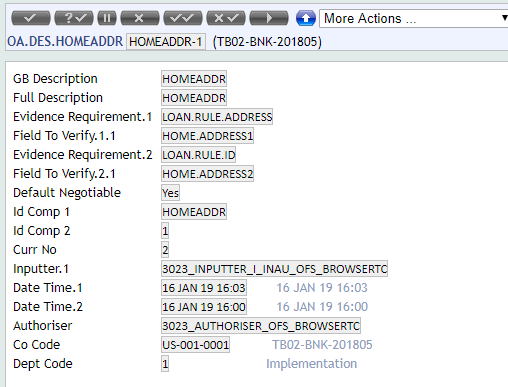 More Actions ...
OA.DES.HOMEADDR HOMEADDR-1 (TB02-BNK-201805)
GB Description HOMEADDR
Full Description HOMEADDR
Evidence Requirement.1 LOAN.RULE.ADDRESS
Field To Verify.1.1 HOME.ADDRESS1
Evidence Requirement.2 LOAN.RULE.ID
Field To Verify.2.1 HOME.ADDRESS2
Default Negotiable Yes
Id Comp 1 HOMEADDR
Id Comp 2 1
Curr No 2
Inputter.1 3023_INPUTTER_I_INAU_OFS_BROWSERTC
Date Time.1 16 JAN 19 16:03 16 JAN 19 16:03
Date Time.2 16 JAN 19 16:00 16 JAN 19 16:00
Authoriser 3023_AUTHORISER_OFS_BROWSERTC
Co Code US-001-0001 TB02-BNK-201805
Dept Code 1 Implementation